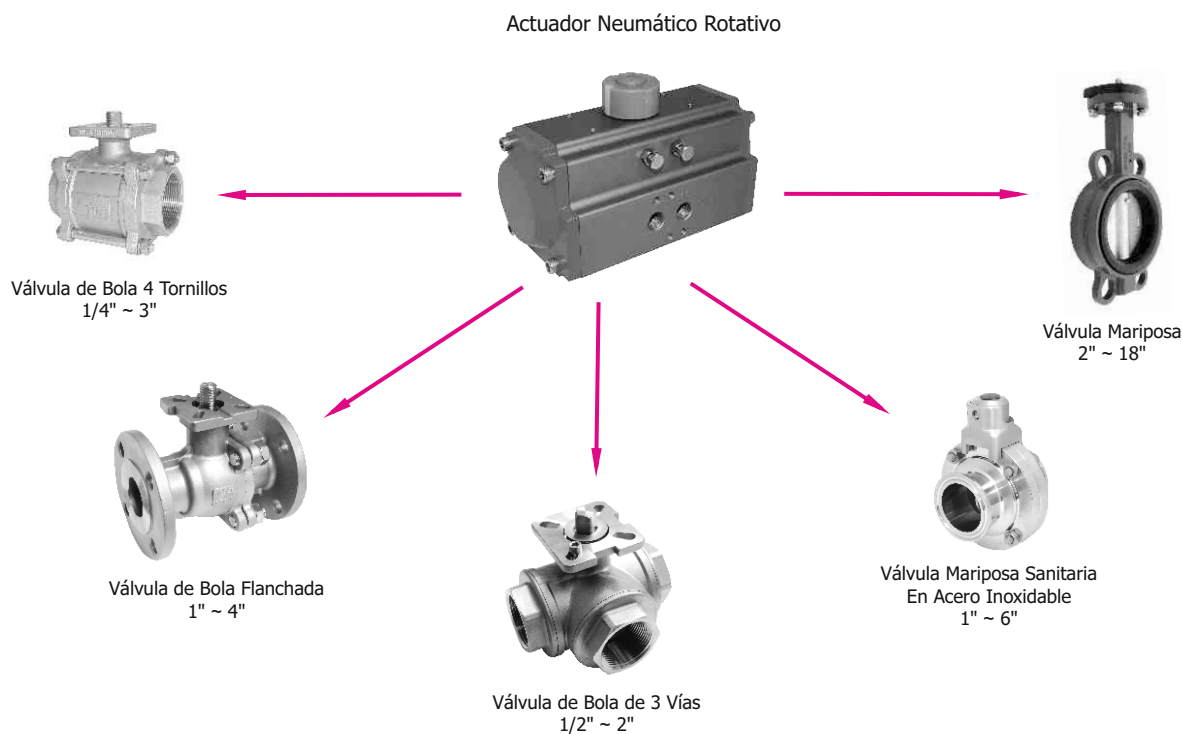 Actuador Neumático Rotativo
Válvula de Bola 4 Tornillos
1/4" ~ 3"
Válvula Mariposa
2" ~ 18"
Válvula de Bola Flanchada
1" ~ 4"
Válvula Mariposa Sanitaria
En Acero Inoxidable
1" ~ 6"
Válvula de Bola de 3 Vías
1/2" ~ 2"